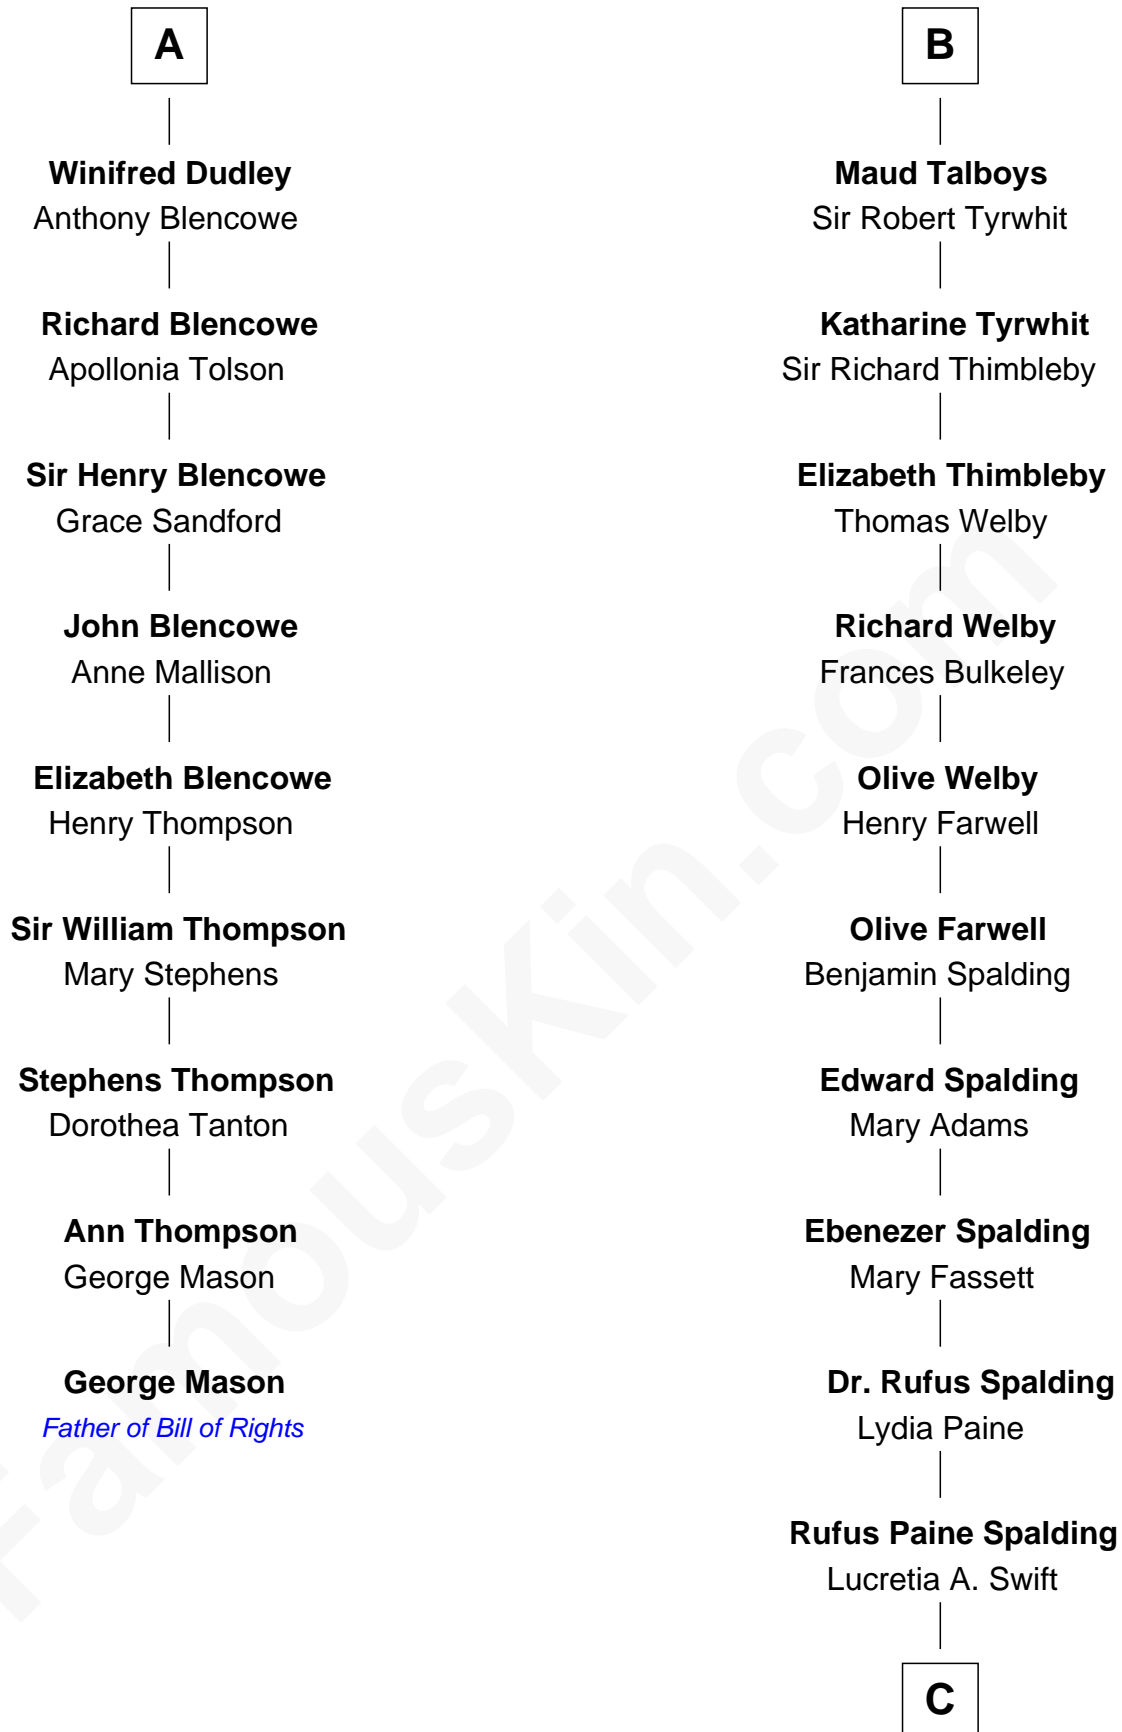 A
Winifred Dudley
Anthony Blencowe
Richard Blencowe
Apollonia Tolson
Sir Henry Blencowe
Grace Sandford
John Blencowe
Anne Mallison
Elizabeth Blencowe
Henry Thompson
Sir William Thompson
Mary Stephens
Stephens Thompson
Dorothea Tanton
Ann Thompson
George Mason
George Mason
Father of Bill of Rights
B
Maud Talboys
Sir Robert Tyrwhit
Katharine Tyrwhit
Sir Richard Thimbleby
Elizabeth Thimbleby
Thomas Welby
Richard Welby
Frances Bulkeley
Olive Welby
Henry Farwell
Olive Farwell
Benjamin Spalding
Edward Spalding
Mary Adams
Ebenezer Spalding
Mary Fassett
Dr. Rufus Spalding
Lydia Paine
Rufus Paine Spalding
Lucretia A. Swift
C
FamousKin.com